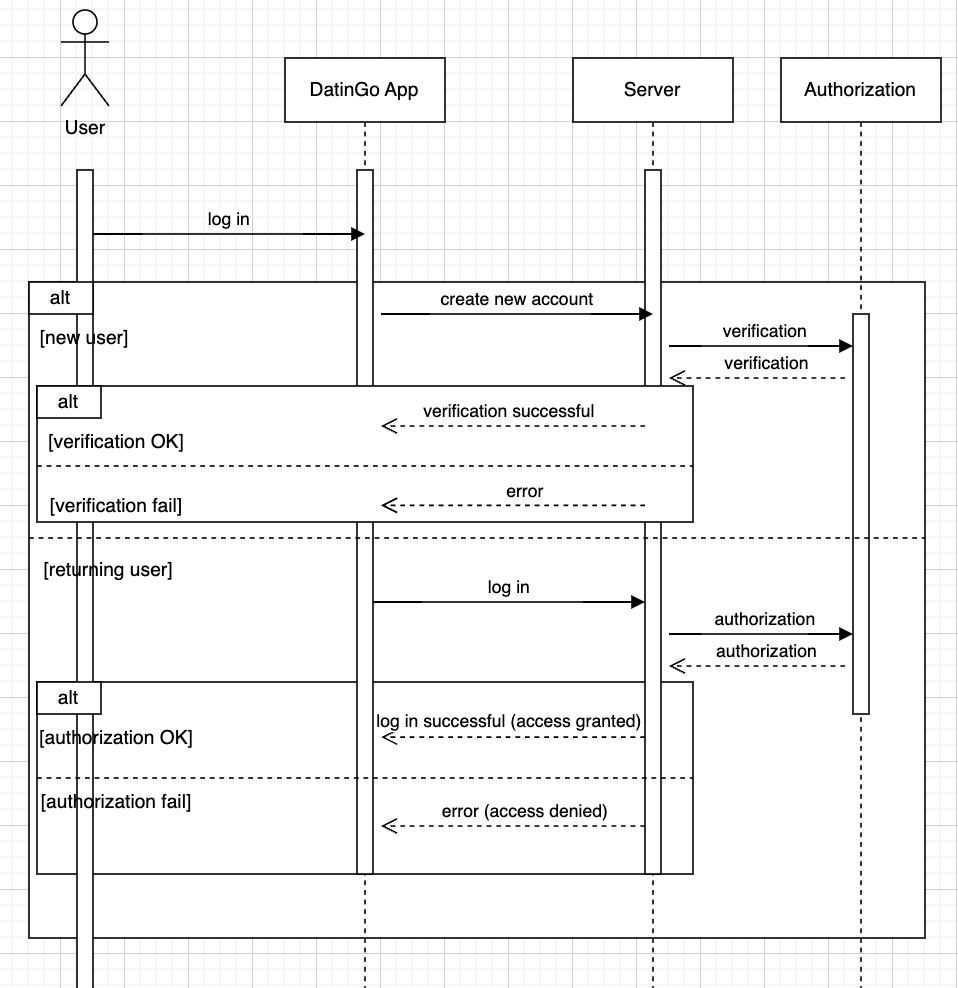 User
DatinGo App
Server
Authorization
log in
alt
create new account
[new user]
verification
verification
alt
verification successful
[verification OK]
error
[verification fail]
[returning user]
log in
authorization
authorization
alt
log in successful (access granted)
[authorization OK]
[authorization fail]
error (access denied)